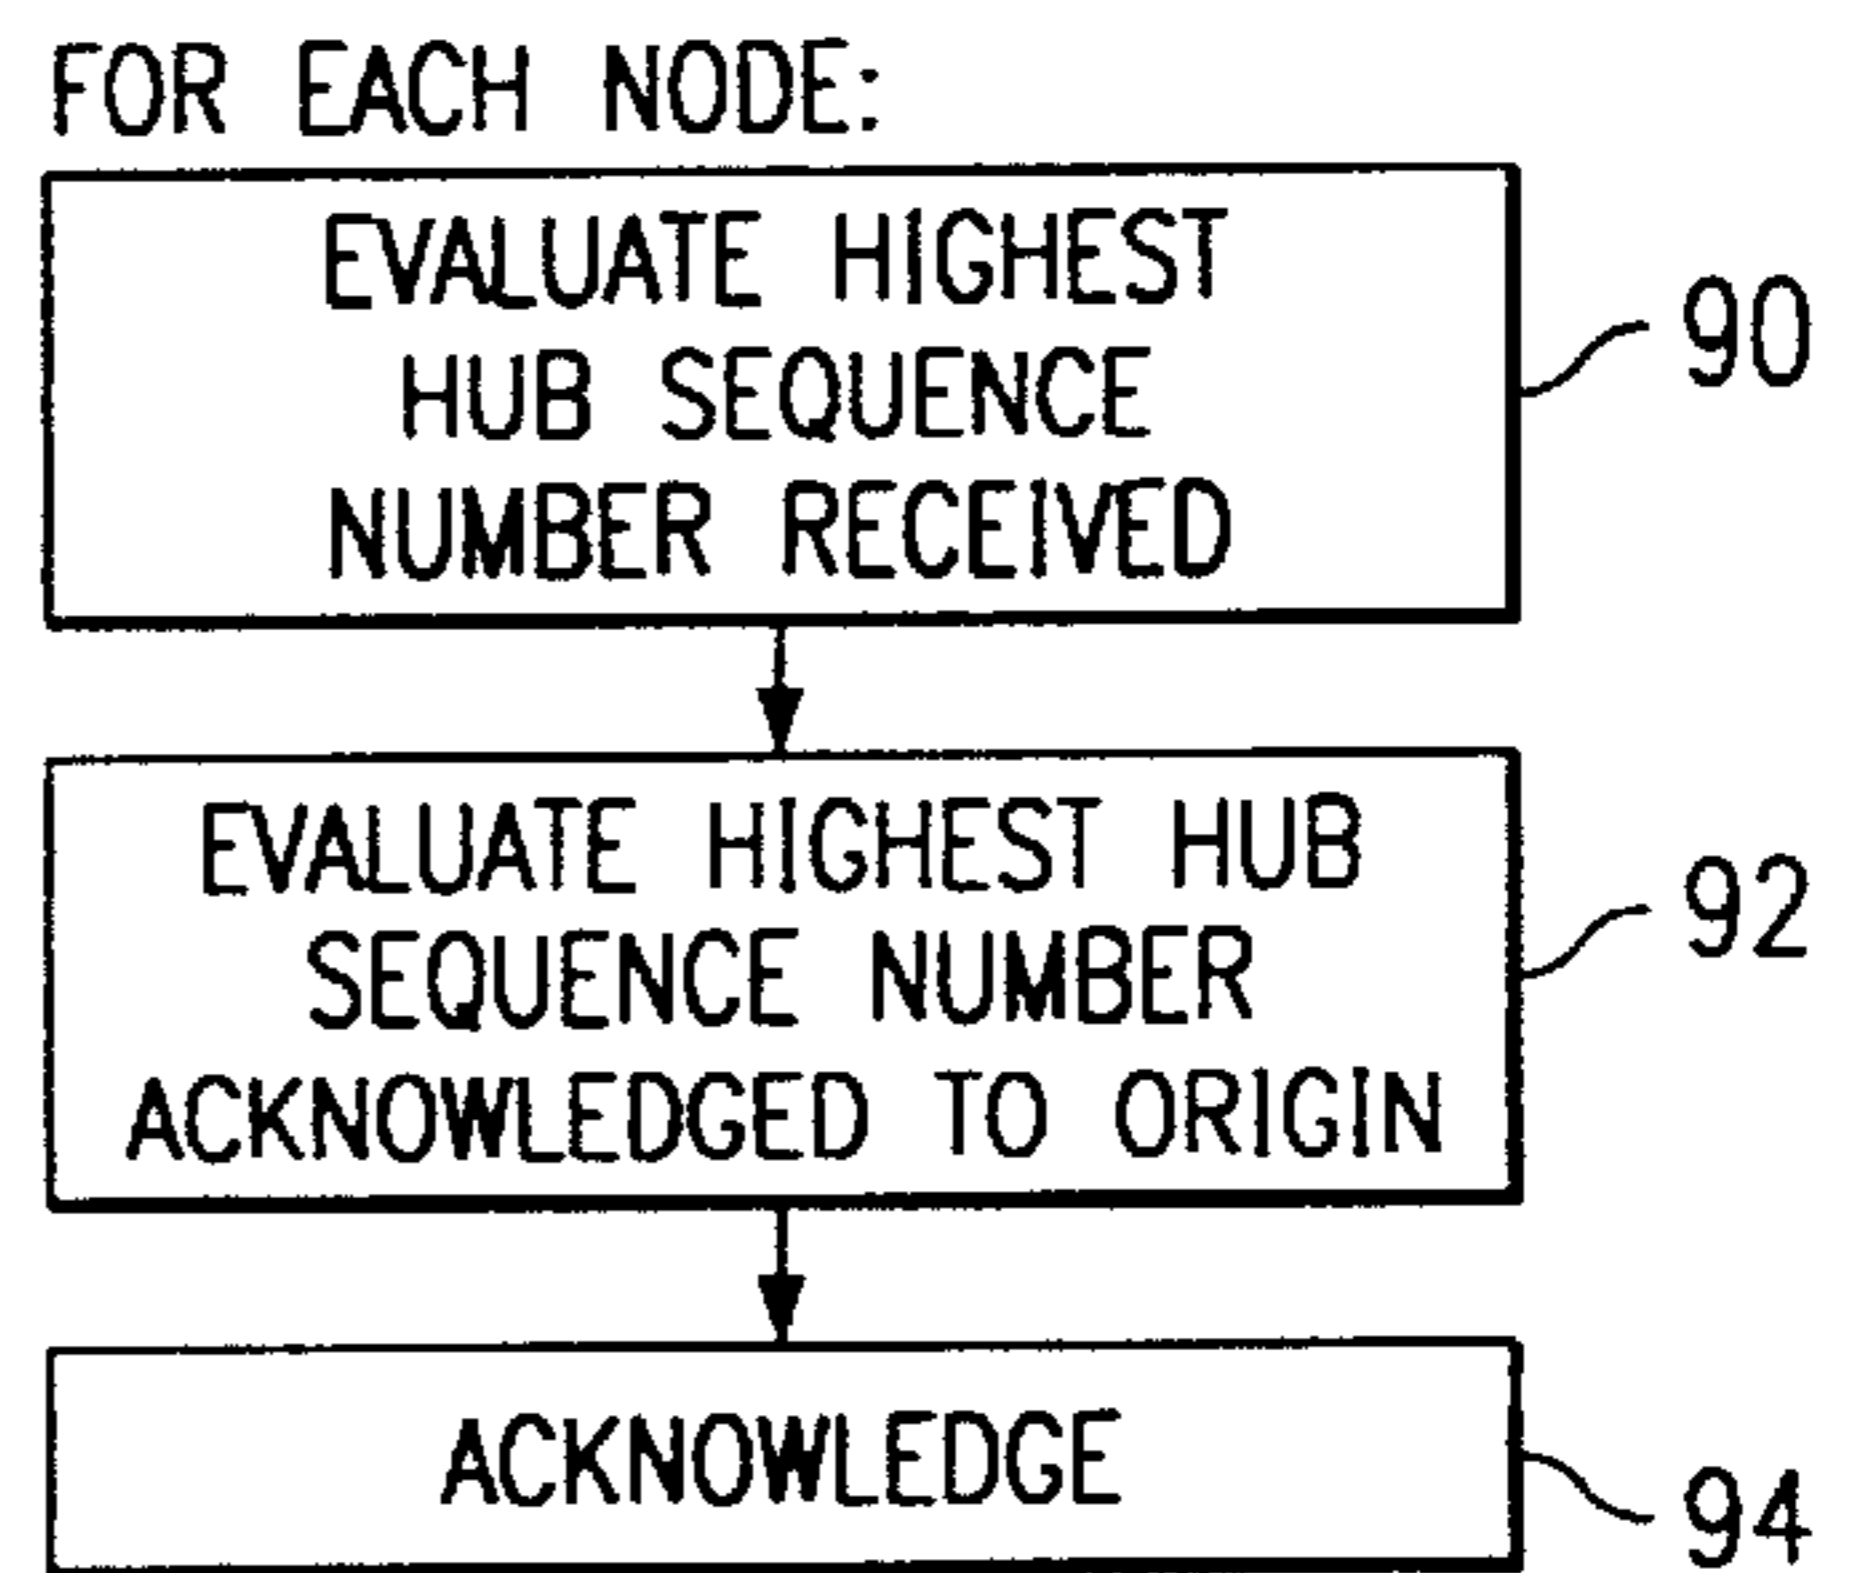 FOR EACH NODE:
EVALUATE HIGHEST
HUB SEQUENCE
NUMBER RECEIVED
90
EVALUATE HIGHEST HUB
SEQUENCE NUMBER
ACKNOWLEDGED TO ORIGIN
92
ACKNOWLEDGE
94